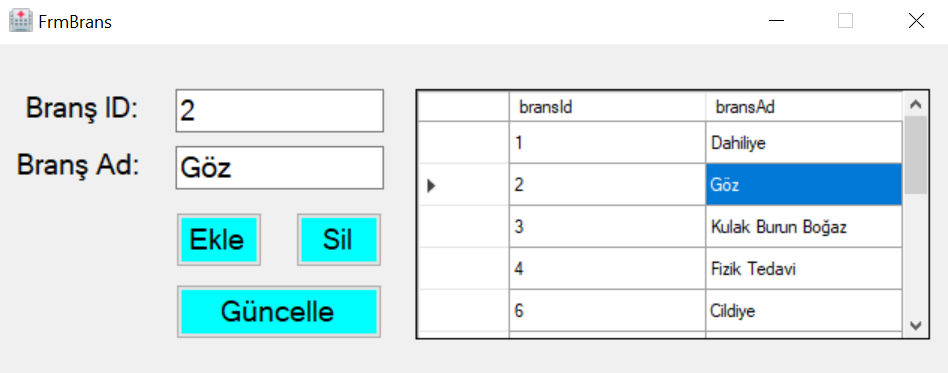 FrmBrans
Branş ID: 2
Branş Ad: Göz
Ekle Sil
Güncelle
bransId bransAd
1 Dahiliye
2 Göz
3 Kulak Burun Boğaz
4 Fizik Tedavi
6 Cildiye